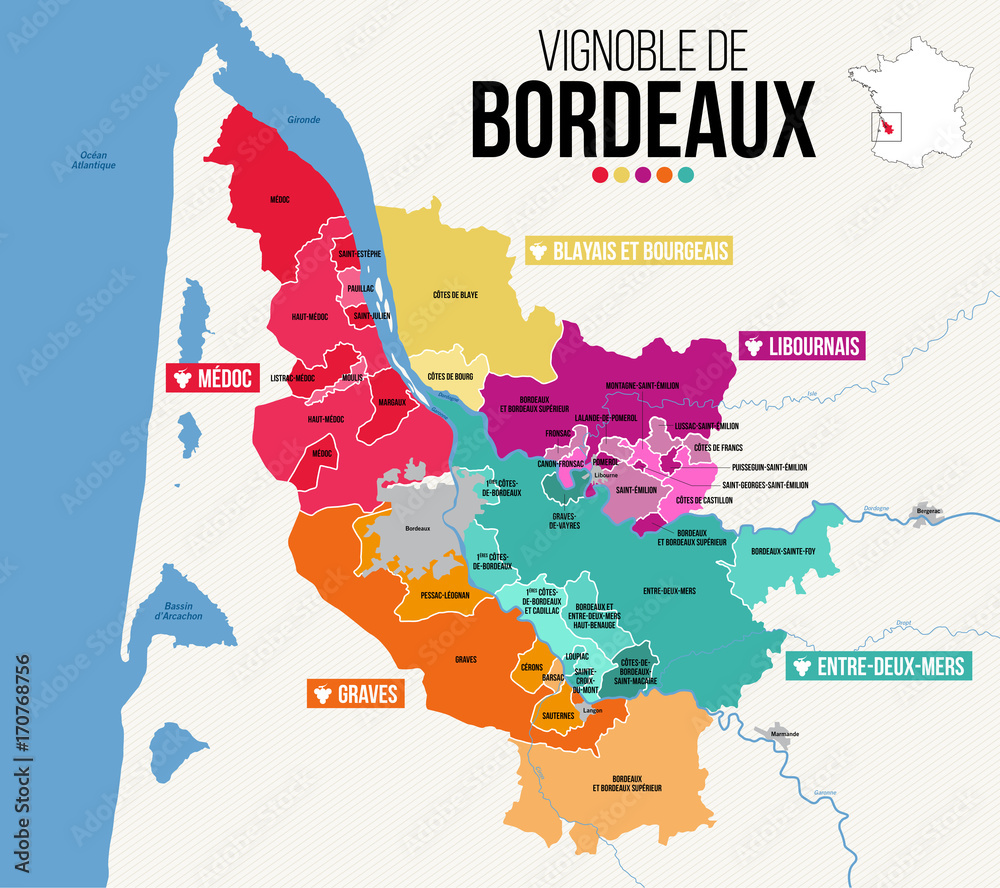 VIGNOBLE DE
BORDEAUX
Océan
Atlantique
Gironde
MÉDOC
SAINT-ESTÈPHE
PAUILLAC
HAUT-MÉDOC
SAINT-JULIEN
LISTRAC-MÉDOC
MOULIS
MARGAUX
HAUT-MÉDOC
MÉDOC
MÉDOC
BLAYAIS ET BOURGEAIS
CÔTES DE BLAYE
CÔTES DE BOURG
Dordogne
Garonne
LIBOURNAIS
BORDEAUX
ET BORDEAUX SUPÉRIEUR
MONTAGNE-SAINT-ÉMILION
LALANDE-DE-POMEROL
LUSSAC-SAINT-ÉMILION
FRONSAC
CÔTES DE FRANCS
CANON-FRONSAC
POMEROL
Libourne
PUISSEGUIN-SAINT-ÉMILION
SAINT-GEORGES-SAINT-ÉMILION
SAINT-ÉMILION
CÔTES DE CASTILLON
BORDEAUX
ET BORDEAUX SUPÉRIEUR
Isle
Dordogne
Bergerac
1ÈRES CÔTES-
DE-BORDEAUX
GRAVES-
DE-VAYRES
Bordeaux
1ÈRES CÔTES-
DE-BORDEAUX
BORDEAUX-SAINTE-FOY
ENTRE-DEUX-MERS
1ÈRES CÔTES-
DE-BORDEAUX
ET CADILLAC
BORDEAUX ET
ENTRE-DEUX-MERS
HAUT-BENAUGE
Dropt
PESSAC-LÉOGNAN
Bassin
d'Arcachon
GRAVES
CÉRONS
BARSAC
LOUPIAC
SAINTE-
CROIX-
DU-MONT
CÔTES-DE-
BORDEAUX-
SAINT-MACAIRE
ENTRE-DEUX-MERS
GRAVES
SAUTERNES
Langon
Marmande
Garonne
BORDEAUX
ET BORDEAUX SUPÉRIEUR
Adobe Stock | #170768756